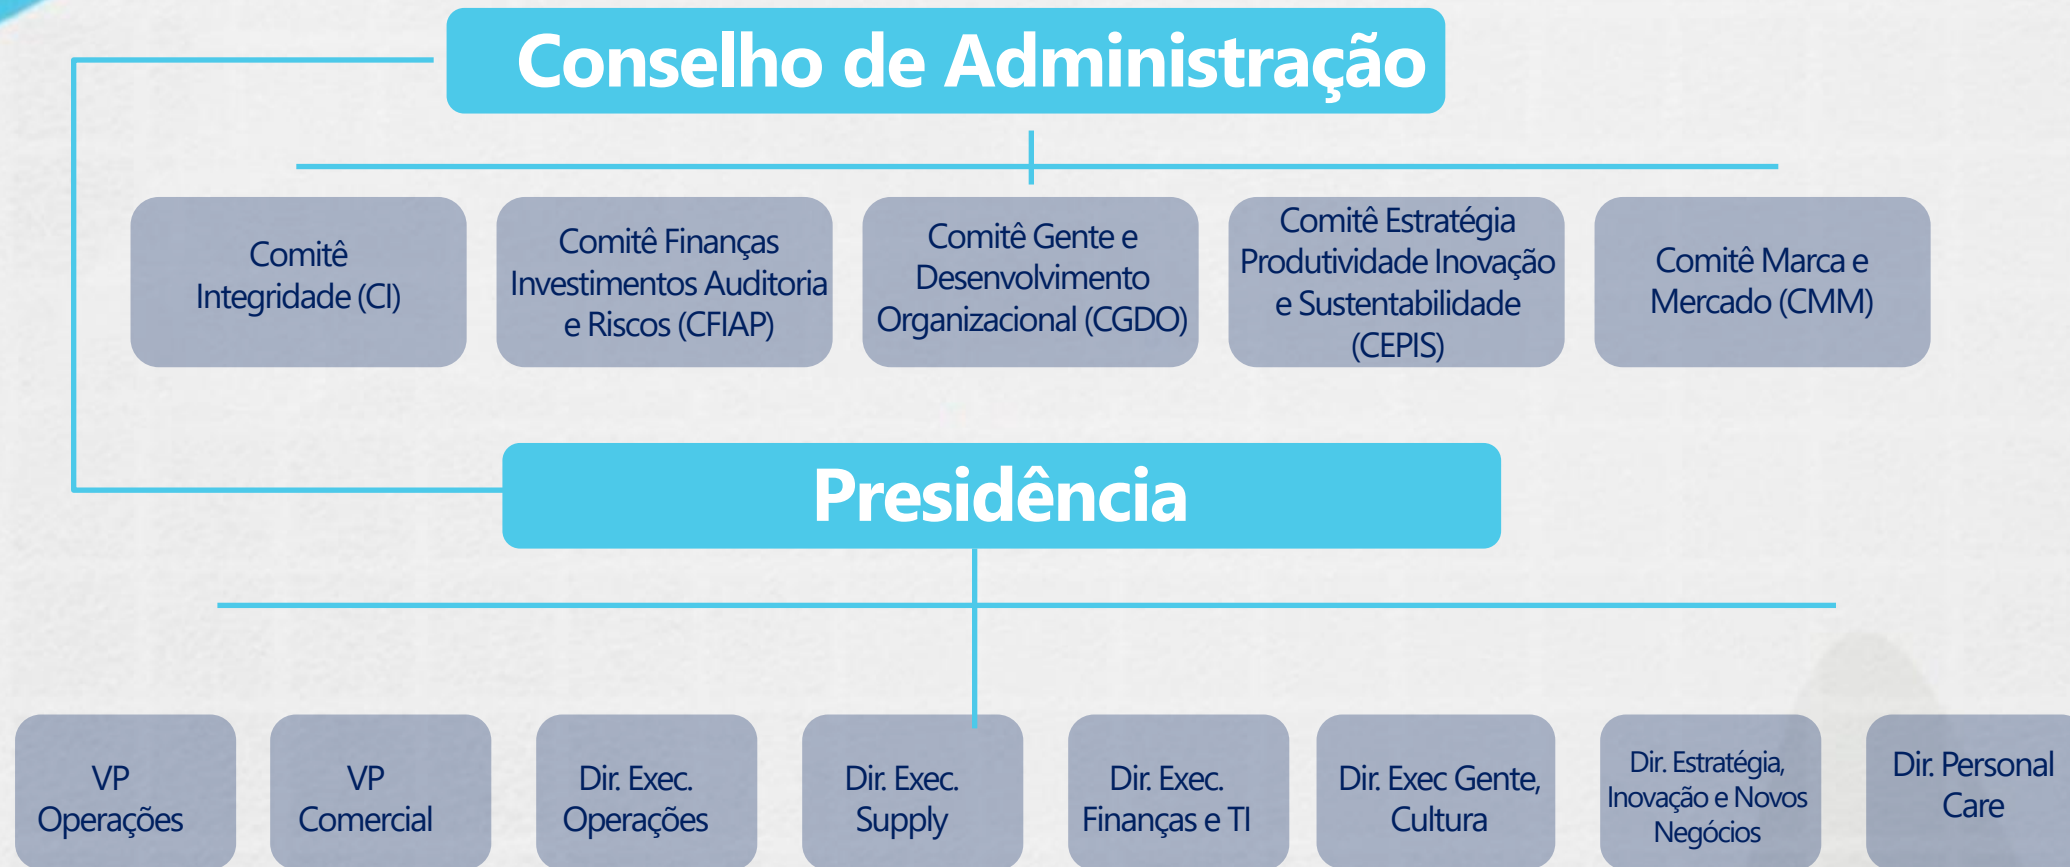 Conselho de Administração
Comitê
Integridade (CI)
Comitê Finanças
Investimentos Auditoria
e Riscos (CFIAP)
Comitê Gente e
Desenvolvimento
Organizacional (CGDO)
Comitê Estratégia
Produtividade Inovação
e Sustentabilidade
(CEPIS)
Comitê Marca e
Mercado (CMM)
Presidência
VP
Operações
VP
Comercial
Dir. Exec.
Operações
Dir. Exec.
Supply
Dir. Exec.
Finanças e TI
Dir. Exec Gente,
Cultura
Dir. Estratégia,
Inovação e Novos
Negócios
Dir. Personal
Care